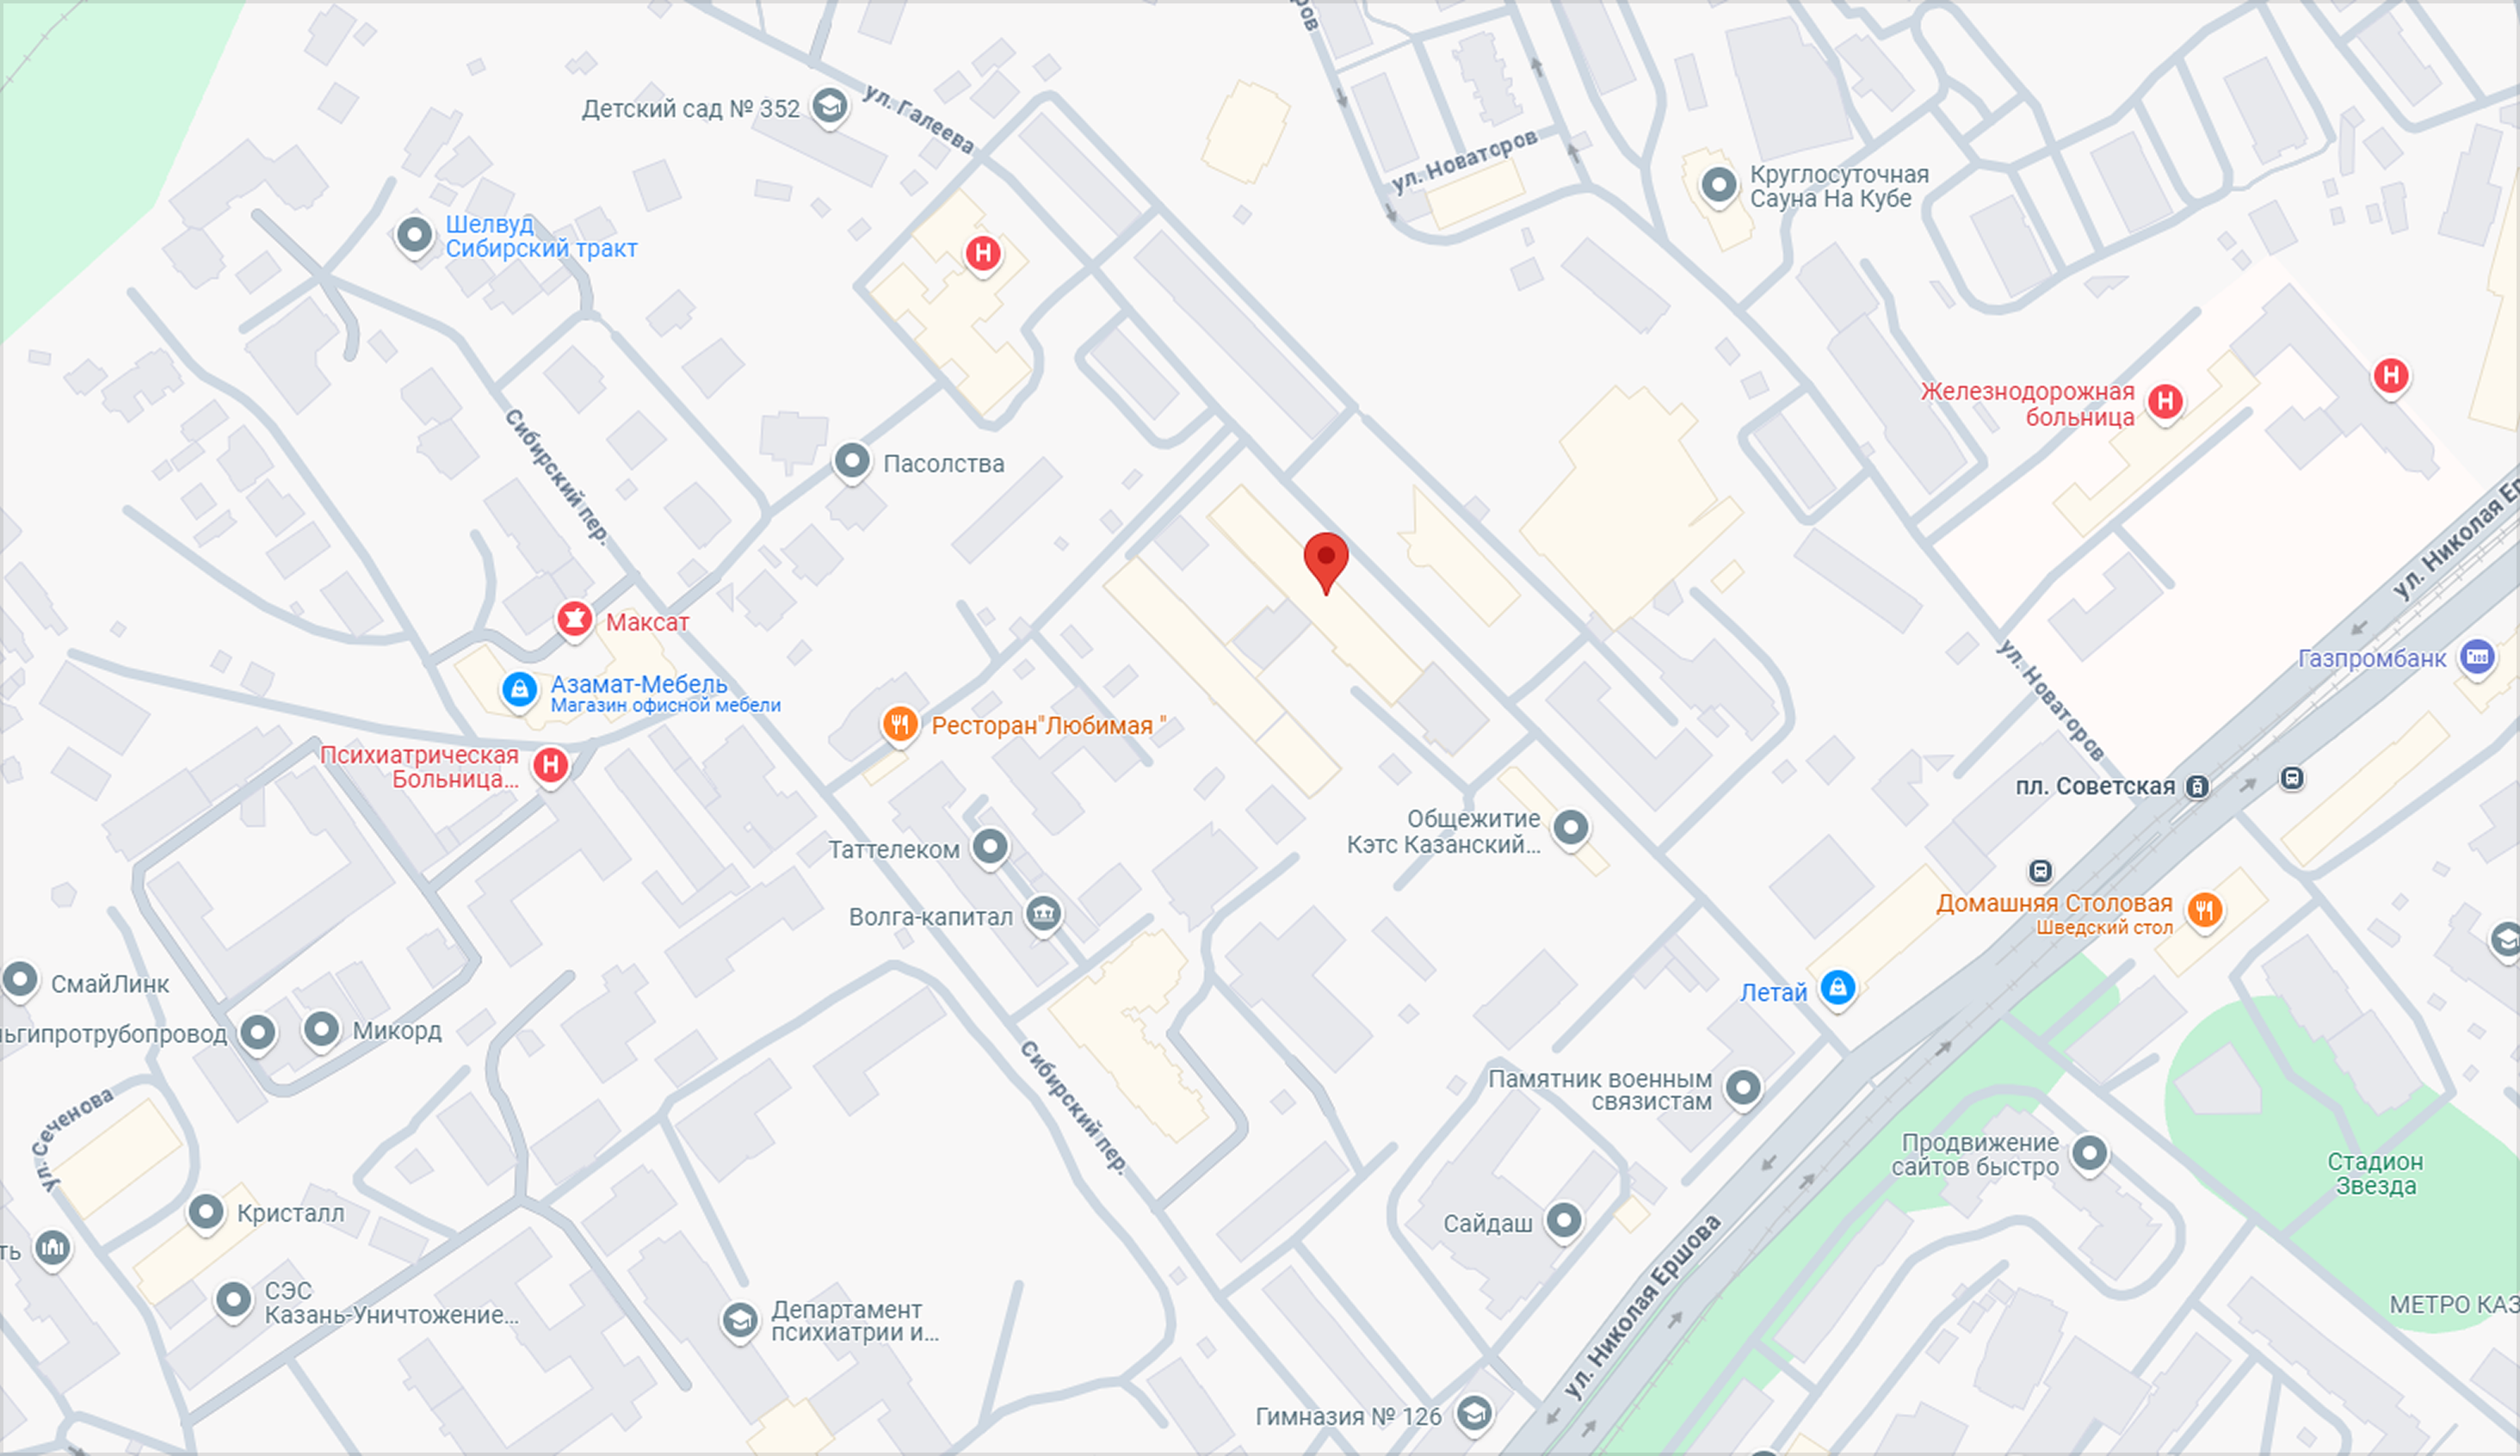 ров
Детский сад № 352
ул. Галеева
ул. Новаторов
Круглосуточная
Сауна На Кубе
Шелвуд
Сибирский тракт
Железнодорожная
больница
Сибирский пер.
Пасолства
ул. Николая Ер
Максат
Азамат-Мебель
Магазин офисной мебели
Газпромбанк
ул. Новаторов
Ресторан"Любимая "
Психиатрическая
Больница...
пл. Советская
Общежитие
Кэтс Казанский...
Таттелеком
Домашняя Столовая
Шведский стол
Волга-капитал
СмайЛинк
Летай
ьгипротрубопровод
Микорд
Сибирский пер.
Памятник военным
связистам
ул. Сеченова
Продвижение
сайтов быстро
Стадион
Звезда
Кристалл
Сайдаш
ть
СЭС
Казань-Уничтожение...
ул. Николая Ершова
МЕТРО КАЗ
Департамент
психиатрии и...
Гимназия № 126